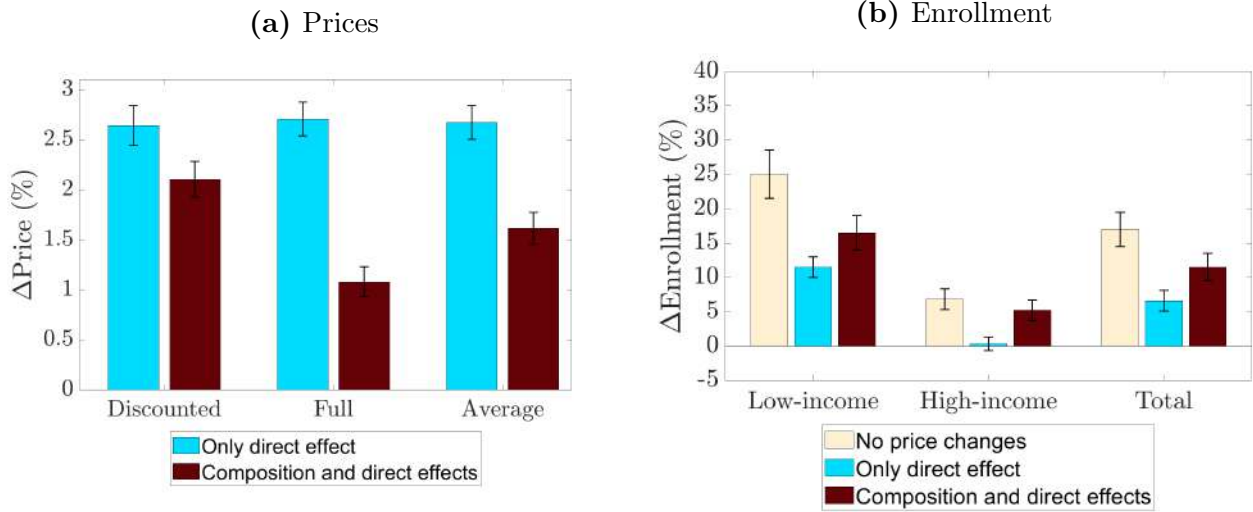 (a) Prices
ΔPrice (%)
3
2.5
2
1.5
1
0.5
0
Discounted
Full
Average
Only direct effect
Composition and direct effects
(b) Enrollment
ΔEnrollment (%)
40
35
30
25
20
15
10
5
0
-5
Low-income
High-income
Total
No price changes
Only direct effect
Composition and direct effects